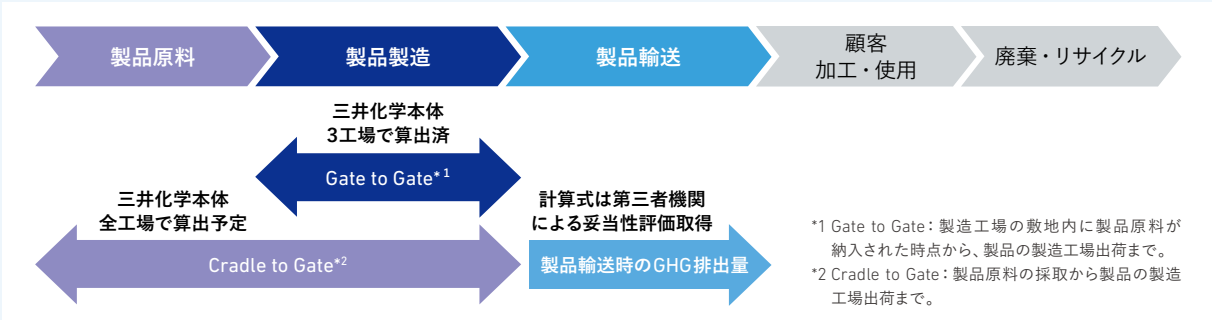 製品原料
製品製造
製品輸送
顧客
加工・使用
廃棄・リサイクル
三井化学本体
3工場で算出済
Gate to Gate*1
三井化学本体
全工場で算出予定
Cradle to Gate*2
計算式は第三者機関
による妥当性評価取得
製品輸送時のGHG排出量
*1 Gate to Gate：製造工場の敷地内に製品原料が
納入された時点から、製品の製造工場出荷まで。
*2 Cradle to Gate：製品原料の採取から製品の製造
工場出荷まで。